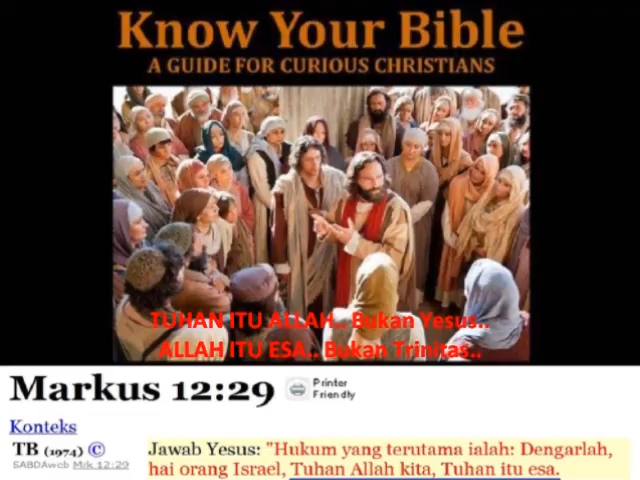 Know Your Bible
A GUIDE FOR CURIOUS CHRISTIANS
TUHAN ITU ALLAH.. Bukan Yesus..
ALLAH ITU ESA.. Bukan Trinitas..
Markus 12:29
Printer
Friendly
Konteks
TB (1974) ©
SABDAweb Mrk 12:29
Jawab Yesus: "Hukum yang terutama ialah: Dengarlah,
hai orang Israel, Tuhan Allah kita, Tuhan itu esa.